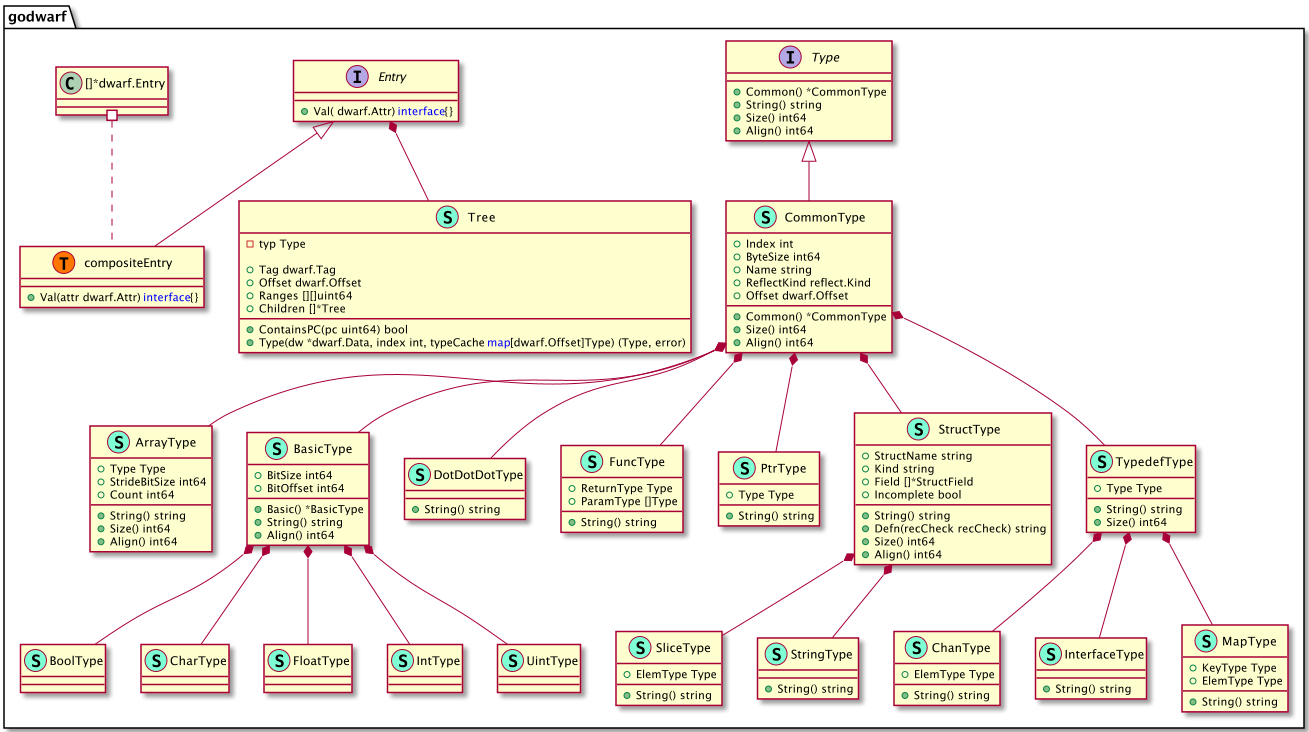 godwarf
C []*dwarf.Entry
I Entry
Val( dwarf.Attr) interface{}
I Type
Common() *CommonType
String() string
Size() int64
Align() int64
T compositeEntry
Val(attr dwarf.Attr) interface{}
S Tree
typ Type
Tag dwarf.Tag
Offset dwarf.Offset
Ranges [][]uint64
Children []*Tree
ContainsPC(pc uint64) bool
Type(dw *dwarf.Data, index int, typeCache map[dwarf.Offset]Type) (Type, error)
S CommonType
Index int
ByteSize int64
Name string
ReflectKind reflect.Kind
Offset dwarf.Offset
Common() *CommonType
Size() int64
Align() int64
S ArrayType
Type Type
StrideBitSize int64
Count int64
String() string
Size() int64
Align() int64
S BasicType
BitSize int64
BitOffset int64
Basic() *BasicType
String() string
Align() int64
S DotDotDotType
String() string
S FuncType
ReturnType Type
ParamType []Type
String() string
S PtrType
Type Type
String() string
S StructType
StructName string
Kind string
Field []*StructField
Incomplete bool
String() string
Defn(recCheck recCheck) string
Size() int64
Align() int64
S TypedefType
Type Type
String() string
Size() int64
S BoolType
S CharType
S FloatType
S IntType
S UintType
S SliceType
ElemType Type
String() string
S StringType
String() string
S ChanType
ElemType Type
String() string
S InterfaceType
String() string
S MapType
KeyType Type
ElemType Type
String() string